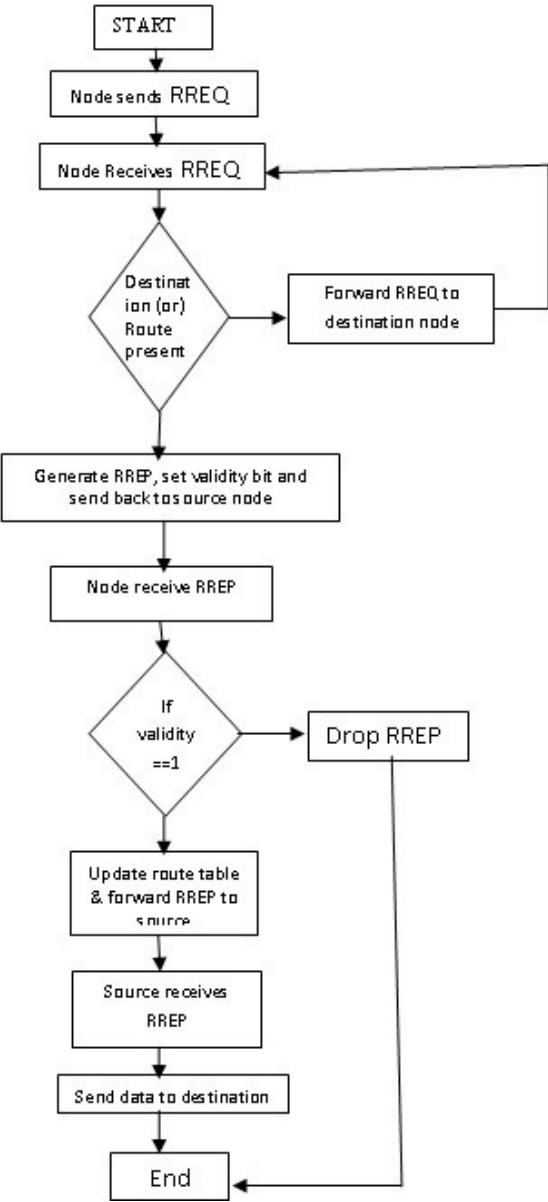 START
Node sends RREQ
Node Receives RREQ
Destinat
ion (or)
Route
present
Forward RREQ to
destination node
Generate RREP, set validity bit and
send back to source node
Node receive RREP
If
validity
==1
Drop RREP
Update route table
& forward RREP to
source
Source receives
RREP
Send data to destination
End